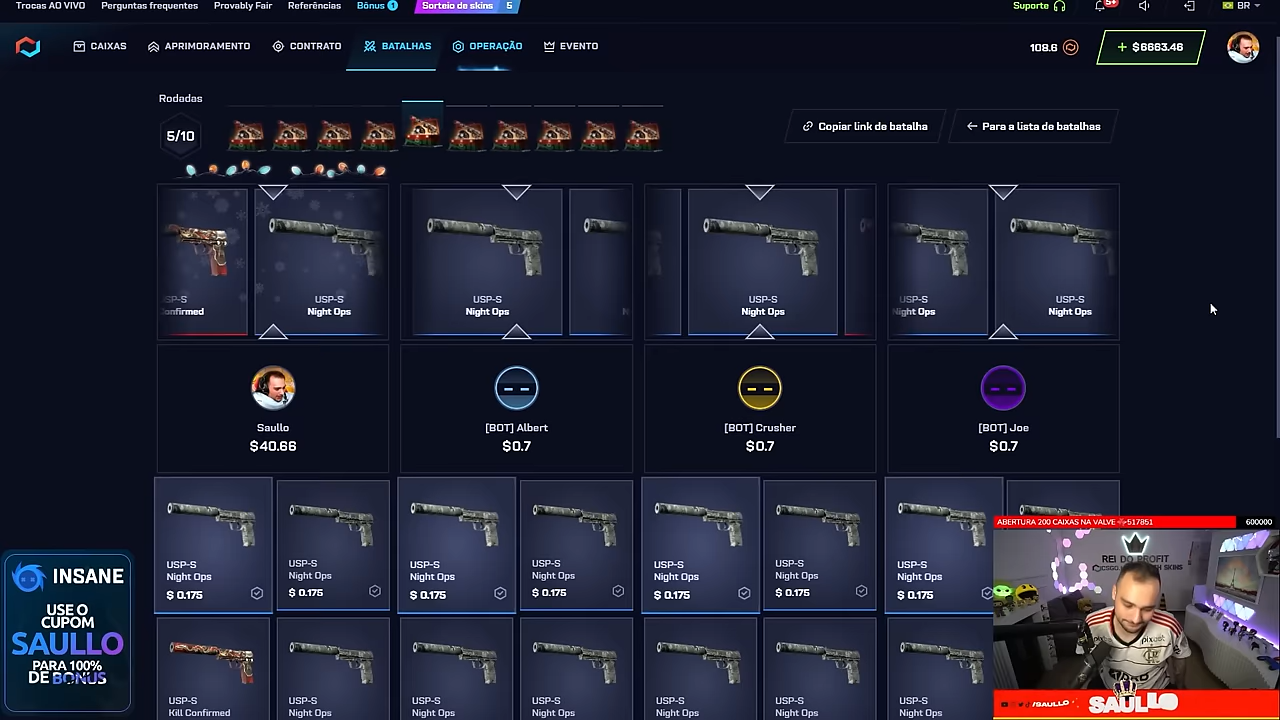 Trocas AO VIVO
Perguntas frequentes
Provably Fair
Referências
Bônus 1
Sorteio de skins 5
Suporte
5+
BR
CAIXAS
APRIMORAMENTO
CONTRATO
BATALHAS
OPERAÇÃO
EVENTO
108.6
+ $6663.46
Rodadas
5/10
Copiar link de batalha
Para a lista de batalhas
USP-S
Night Ops
USP-S
Night Ops
USP-S
Night Ops
USP-S
Night Ops
Saullo
$40.66
[BOT] Albert
$0.7
[BOT] Crusher
$0.7
[BOT] Joe
$0.7
USP-S
Night Ops
$ 0.175
USP-S
Night Ops
$ 0.175
USP-S
Night Ops
$ 0.175
USP-S
Night Ops
$ 0.175
USP-S
Night Ops
$ 0.175
USP-S
Night Ops
$ 0.175
USP-S
Night Ops
$ 0.175
USP-S
Kill Confirmed
USP-S
Night Ops
USP-S
Night Ops
USP-S
Night Ops
USP-S
Night Ops
USP-S
Night Ops
USP-S
Night Ops
INSANE
USE O
CUPOM
SAULLO
PARA 100%
DE BONUS
ABERTURA 200 CAIXAS NA VALVE
517851
600000
REI DO PROFIT
pixbet
/SAULLO
SAULLO